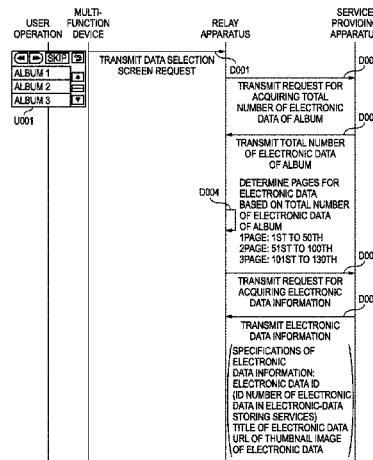 USER OPERATION
MULTI-FUNCTION DEVICE
RELAY APPARATUS
SERVICE PROVIDING
SKIP
ALBUM 1
ALBUM 2
ALBUM 3
U001
TRANSMIT DATA SELECTION
SCREEN REQUEST
D001
TRANSMIT REQUEST FOR
ACQUIRING TOTAL
NUMBER OF ELECTRONIC
DATA OF ALBUM
TRANSMIT TOTAL NUMBER
OF ELECTRONIC DATA
OF ALBUM
D004
DETERMINE PAGES FOR
ELECTRONIC DATA
BASED ON TOTAL NUMBER
OF ELECTRONIC DATA
OF ALBUM
1PAGE: 1ST TO 50TH
2PAGE: 51ST TO 100TH
3PAGE: 101ST TO 130TH
TRANSMIT REQUEST FOR
ACQUIRING ELECTRONIC
DATA INFORMATION
TRANSMIT ELECTRONIC
DATA INFORMATION
SPECIFICATIONS OF
ELECTRONIC
DATA INFORMATION:
ELECTRONIC DATA ID
(ID NUMBER OF ELECTRONIC
DATA IN ELECTRONIC-DATA
STORING SERVICES)
TITLE OF ELECTRONIC DATA
URL OF THUMBNAIL IMAGE
OF ELECTRONIC DATA